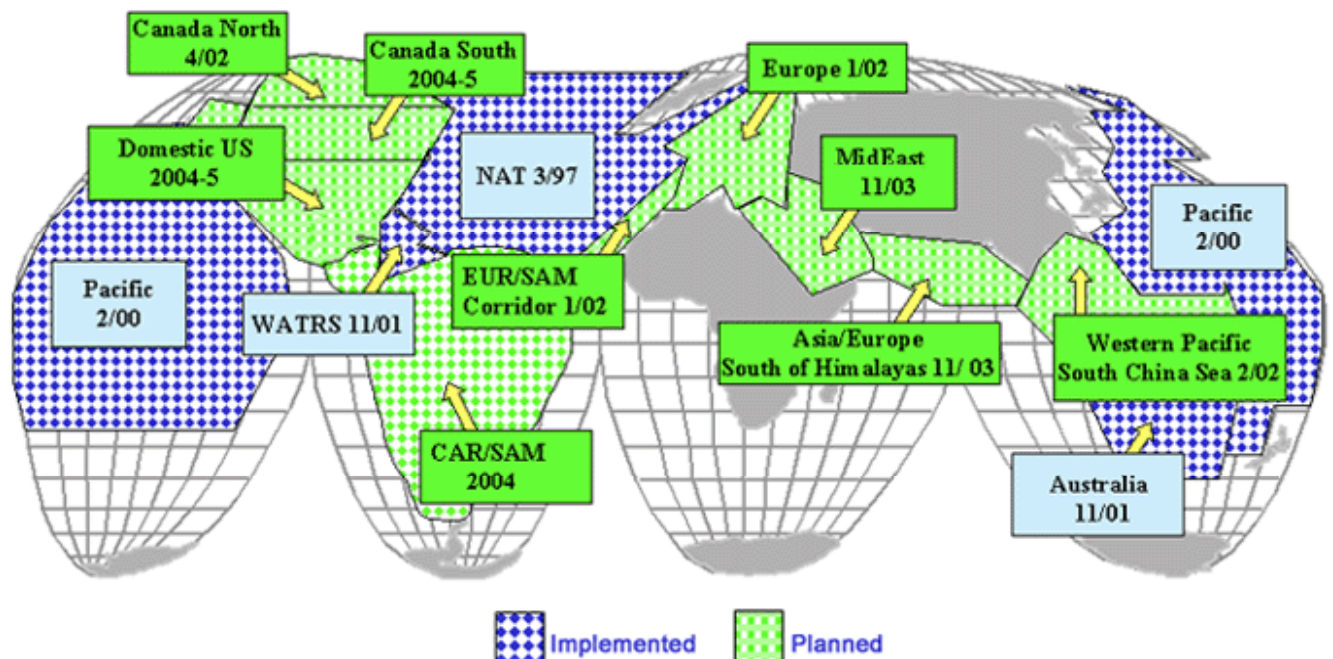 Canada North
4/02
Canada South
2004-5
Europe 1/02
Domestic US
2004-5
MidEast
11/03
NAT 3/97
Pacific
2/00
Pacific
2/00
EUR/SAM
Corridor 1/02
WATRS 11/01
Asia/Europe
South of Himalayas 11/ 03
Western Pacific
South China Sea 2/02
CAR/SAM
2004
Australia
11/01
Implemented
Planned